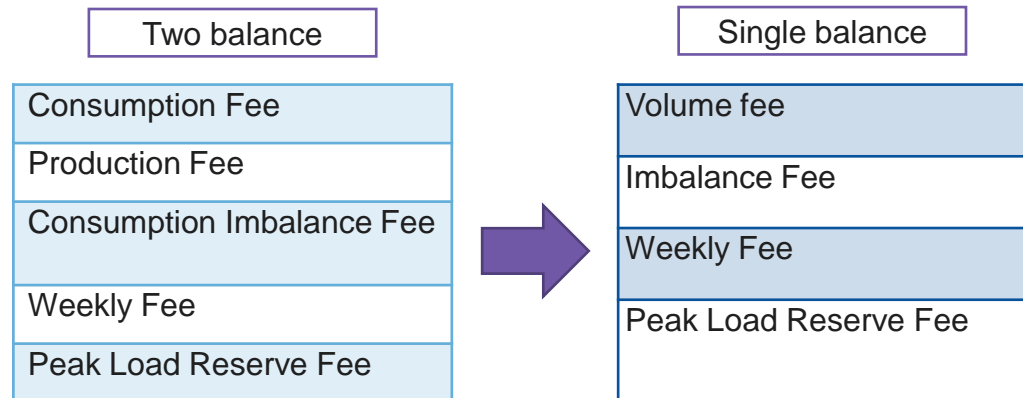 Two balance
Single balance
Consumption Fee
Production Fee
Consumption Imbalance Fee
Weekly Fee
Peak Load Reserve Fee
Volume fee
Imbalance Fee
Weekly Fee
Peak Load Reserve Fee